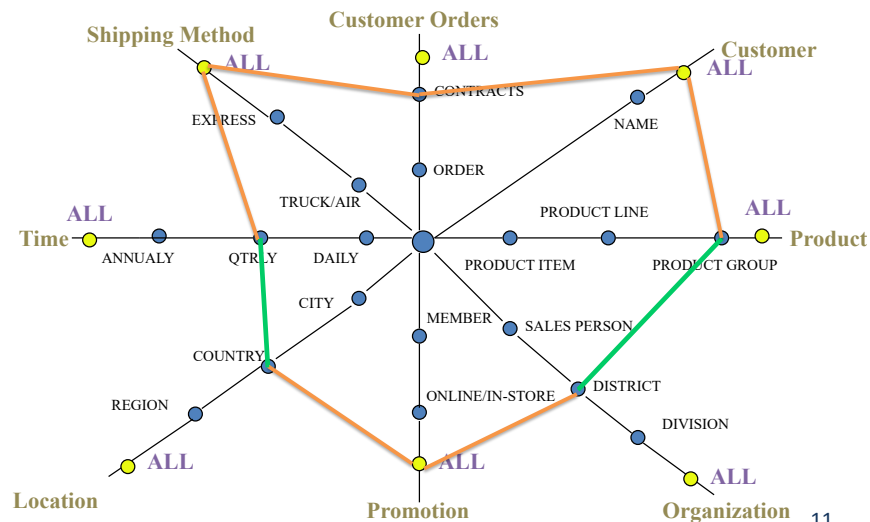 Customer Orders
Shipping Method
ALL
Customer
ALL
ALL
CONTRACTS
EXPRESS
NAME
ORDER
TRUCK/AIR
PRODUCT LINE
ALL
ALL
Time
Product
ANNUALY
QTRLY
DAILY
PRODUCT ITEM
PRODUCT GROUP
CITY
MEMBER
SALES PERSON
COUNTRY
DISTRICT
REGION
ONLINE/IN-STORE
DIVISION
ALL
ALL
ALL
Location
Promotion
Organization
11